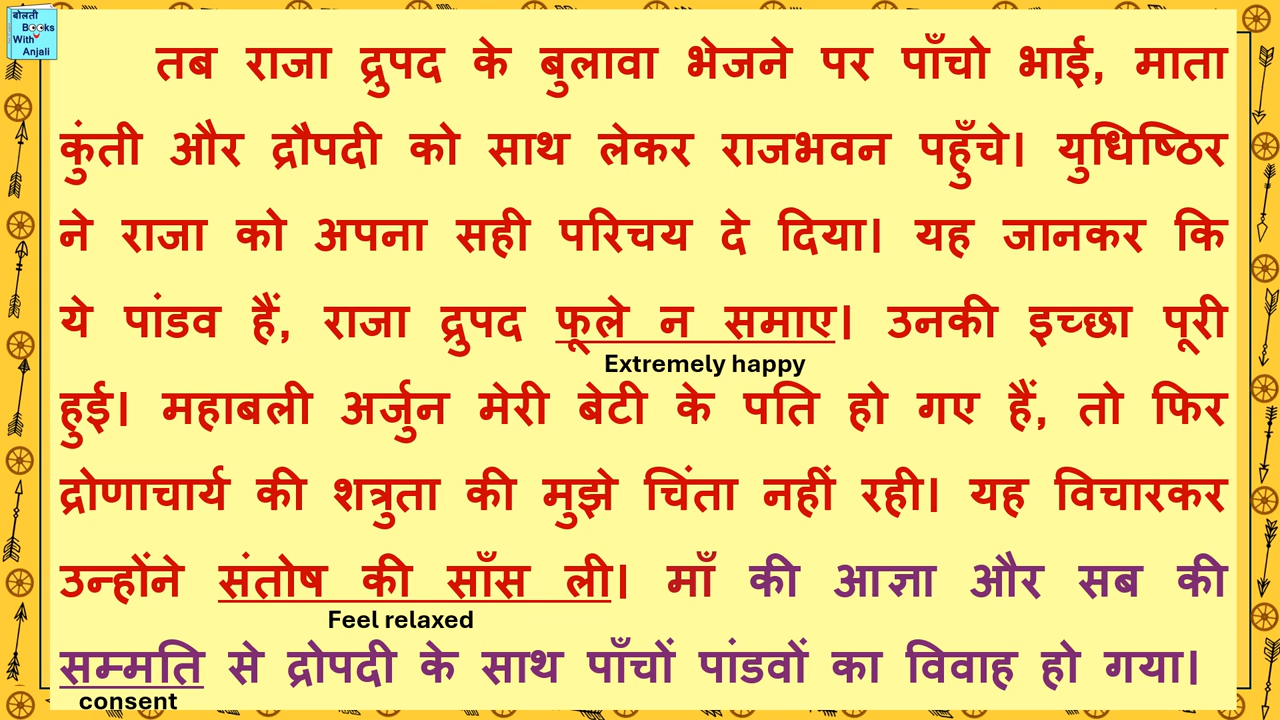 बोलती
Books
With
Anjali
तब राजा द्रुपद के बुलावा भेजने पर पाँचो भाई, माता
कुंती और द्रौपदी को साथ लेकर राजभवन पहुँचे। युधिष्ठिर
ने राजा को अपना सही परिचय दे दिया। यह जानकर कि
ये पांडव हैं, राजा द्रुपद फूले न समाए। उनकी इच्छा पूरी
Extremely happy
हुई। महाबली अर्जुन मेरी बेटी के पति हो गए हैं, तो फिर
द्रोणाचार्य की शत्रुता की मुझे चिंता नहीं रही। यह विचारकर
उन्होंने संतोष की साँस ली। माँ की आज्ञा और सब की
Feel relaxed
सम्मति से द्रोपदी के साथ पाँचों पांडवों का विवाह हो गया।
consent